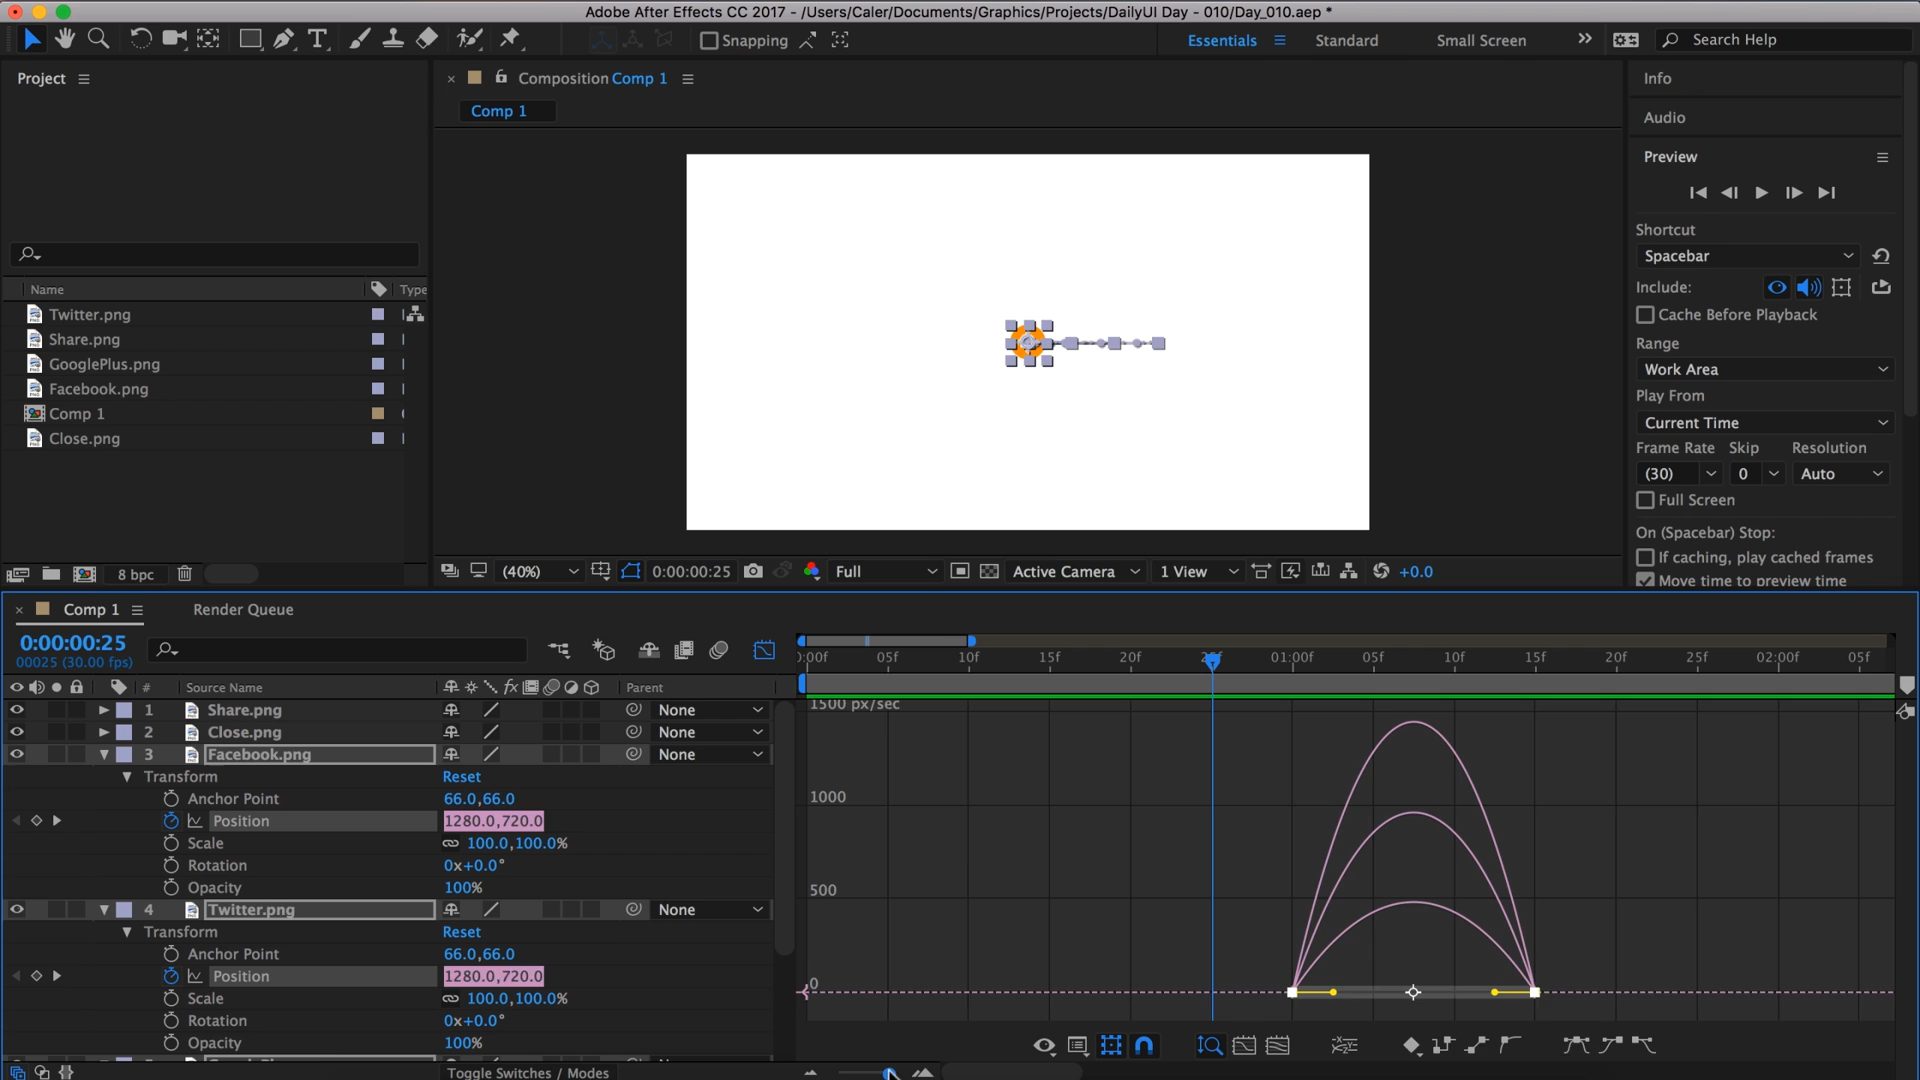 Adobe After Effects CC 2017 - /Users/Caler/Documents/Graphics/Projects/DailyUI Day - 010/Day_010.aep *
Snapping
Essentials
Standard
Small Screen
Search Help
Project
Composition Comp 1
Comp 1
Info
Audio
Preview
Shortcut
Spacebar
Include:
Cache Before Playback
Range
Work Area
Play From
Current Time
Frame Rate Skip Resolution
(30) 0 Auto
Full Screen
On (Spacebar) Stop:
If caching, play cached frames
Move time to preview time
Name Type
Twitter.png
Share.png
GooglePlus.png
Facebook.png
Comp 1
Close.png
8 bpc
(40%) 0:00:00:25 Full Active Camera 1 View +0.0
Comp 1 Render Queue
0:00:00:25
00025 (30.00 fps)
:00f 05f 10f 15f 20f 25f 01:00f 05f 10f 15f 20f 25f 02:00f 05f
# Source Name fx Parent
1 Share.png None
2 Close.png None
3 Facebook.png None
Transform Reset
Anchor Point 66.0,66.0
Position 1280.0,720.0
Scale 100.0,100.0%
Rotation 0x+0.0°
Opacity 100%
4 Twitter.png None
Transform Reset
Anchor Point 66.0,66.0
Position 1280.0,720.0
Scale 100.0,100.0%
Rotation 0x+0.0°
Opacity 100%
1500 px/sec
1000
500
0
Toggle Switches / Modes